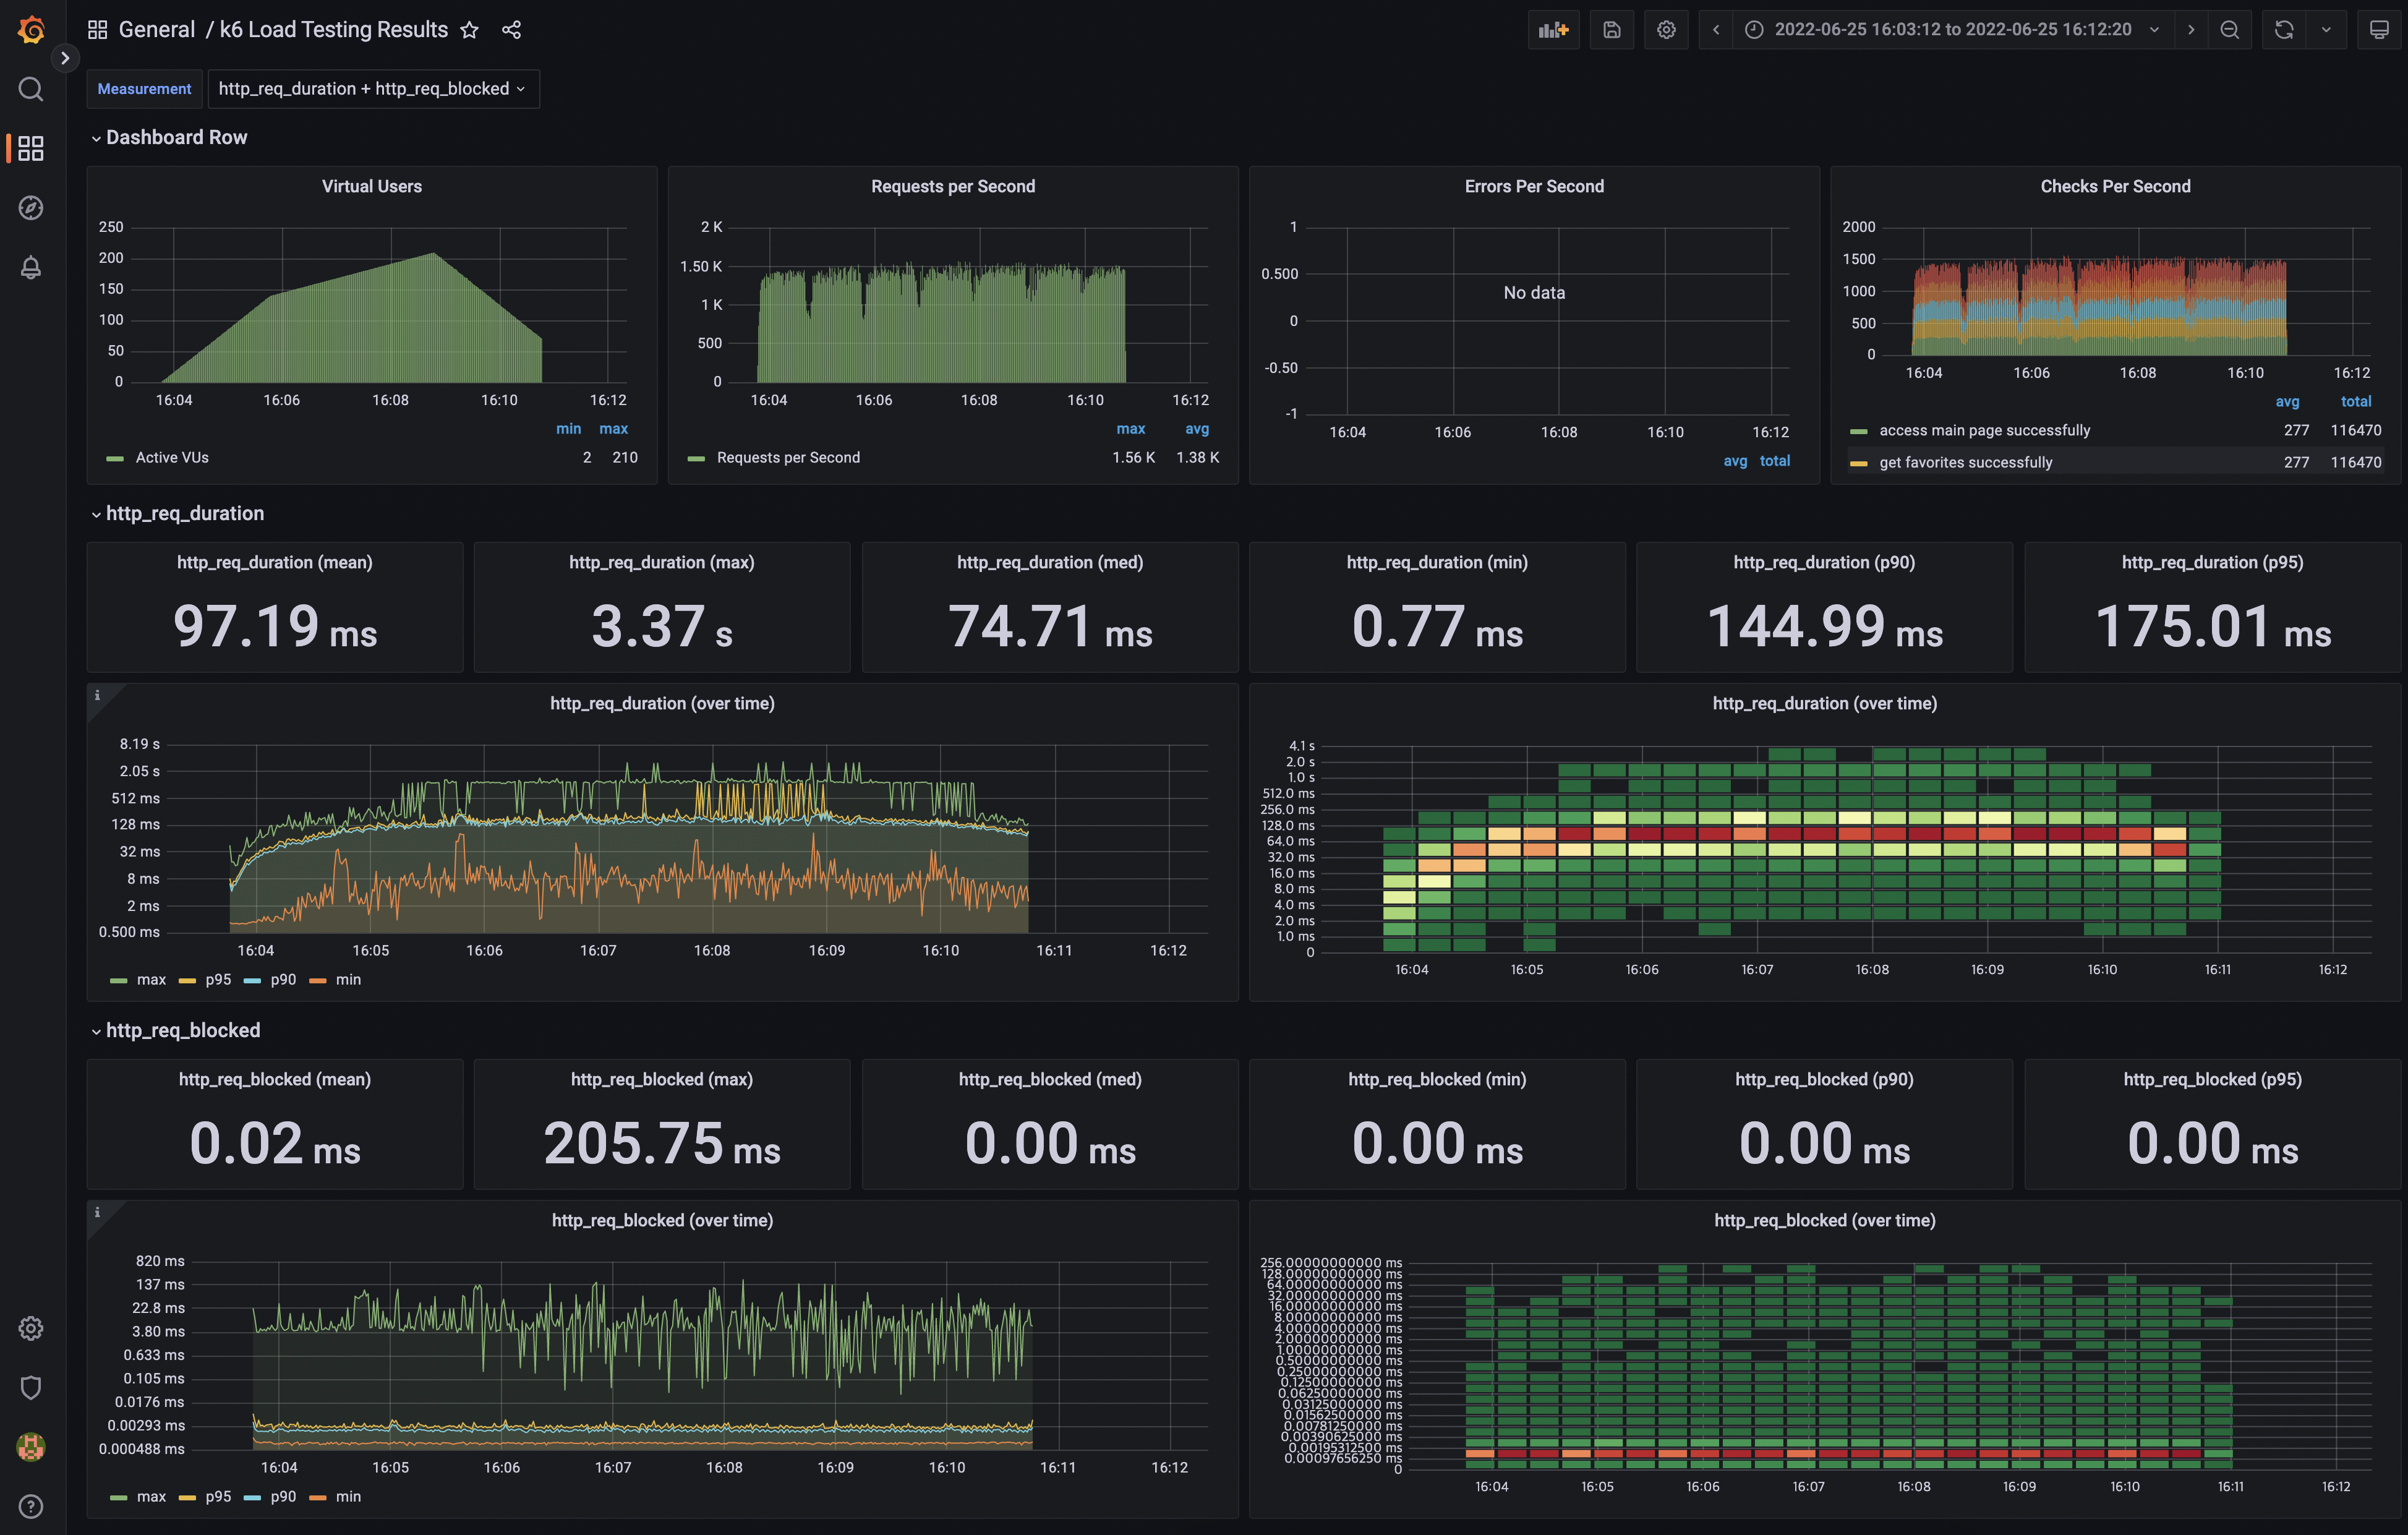 General / k6 Load Testing Results
2022-06-25 16:03:12 to 2022-06-25 16:12:20
Measurement http_req_duration + http_req_blocked
Dashboard Row
Virtual Users
250
200
150
100
50
0
16:04 16:06 16:08 16:10 16:12
min max
Active VUs 2 210
Requests per Second
2 K
1.50 K
1 K
500
0
16:04 16:06 16:08 16:10 16:12
max avg
Requests per Second 1.56 K 1.38 K
Errors Per Second
1
0.500
0
-0.50
-1
No data
16:04 16:06 16:08 16:10 16:12
avg total
Checks Per Second
2000
1500
1000
500
0
16:04 16:06 16:08 16:10 16:12
avg total
access main page successfully 277 116470
get favorites successfully 277 116470
http_req_duration
http_req_duration (mean)
97.19 ms
http_req_duration (max)
3.37 s
http_req_duration (med)
74.71 ms
http_req_duration (min)
0.77 ms
http_req_duration (p90)
144.99 ms
http_req_duration (p95)
175.01 ms
http_req_duration (over time)
8.19 s
2.05 s
512 ms
128 ms
32 ms
8 ms
2 ms
0.500 ms
16:04 16:05 16:06 16:07 16:08 16:09 16:10 16:11 16:12
max p95 p90 min
http_req_duration (over time)
4.1 s
2.0 s
1.0 s
512.0 ms
256.0 ms
128.0 ms
64.0 ms
32.0 ms
16.0 ms
8.0 ms
4.0 ms
2.0 ms
1.0 ms
0
16:04 16:05 16:06 16:07 16:08 16:09 16:10 16:11 16:12
http_req_blocked
http_req_blocked (mean)
0.02 ms
http_req_blocked (max)
205.75 ms
http_req_blocked (med)
0.00 ms
http_req_blocked (min)
0.00 ms
http_req_blocked (p90)
0.00 ms
http_req_blocked (p95)
0.00 ms
http_req_blocked (over time)
820 ms
137 ms
22.8 ms
3.80 ms
0.633 ms
0.105 ms
0.0176 ms
0.00293 ms
0.000488 ms
16:04 16:05 16:06 16:07 16:08 16:09 16:10 16:11 16:12
max p95 p90 min
http_req_blocked (over time)
256.00000000000 ms
128.00000000000 ms
64.00000000000 ms
32.00000000000 ms
16.00000000000 ms
8.00000000000 ms
4.00000000000 ms
2.00000000000 ms
1.00000000000 ms
0.50000000000 ms
0.25000000000 ms
0.12500000000 ms
0.06250000000 ms
0.03125000000 ms
0.01562500000 ms
0.00781250000 ms
0.00390625000 ms
0.00195312500 ms
0.00097656250 ms
0
16:04 16:05 16:06 16:07 16:08 16:09 16:10 16:11 16:12